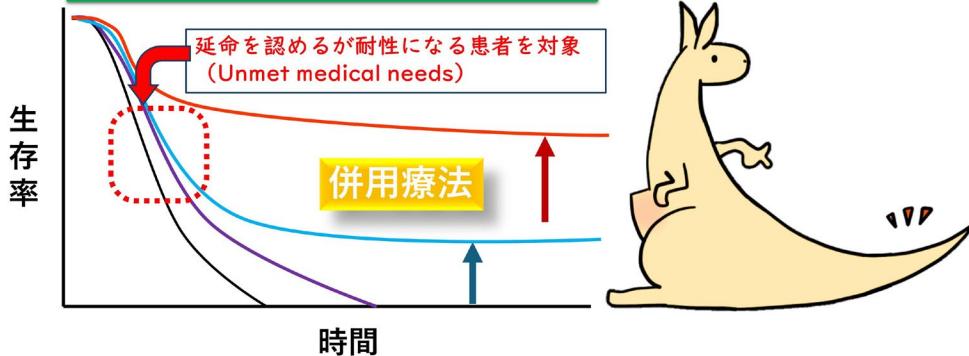 延命を認めるが耐性になる患者を対象
（Unmet medical needs）
生存率
併用療法
時間